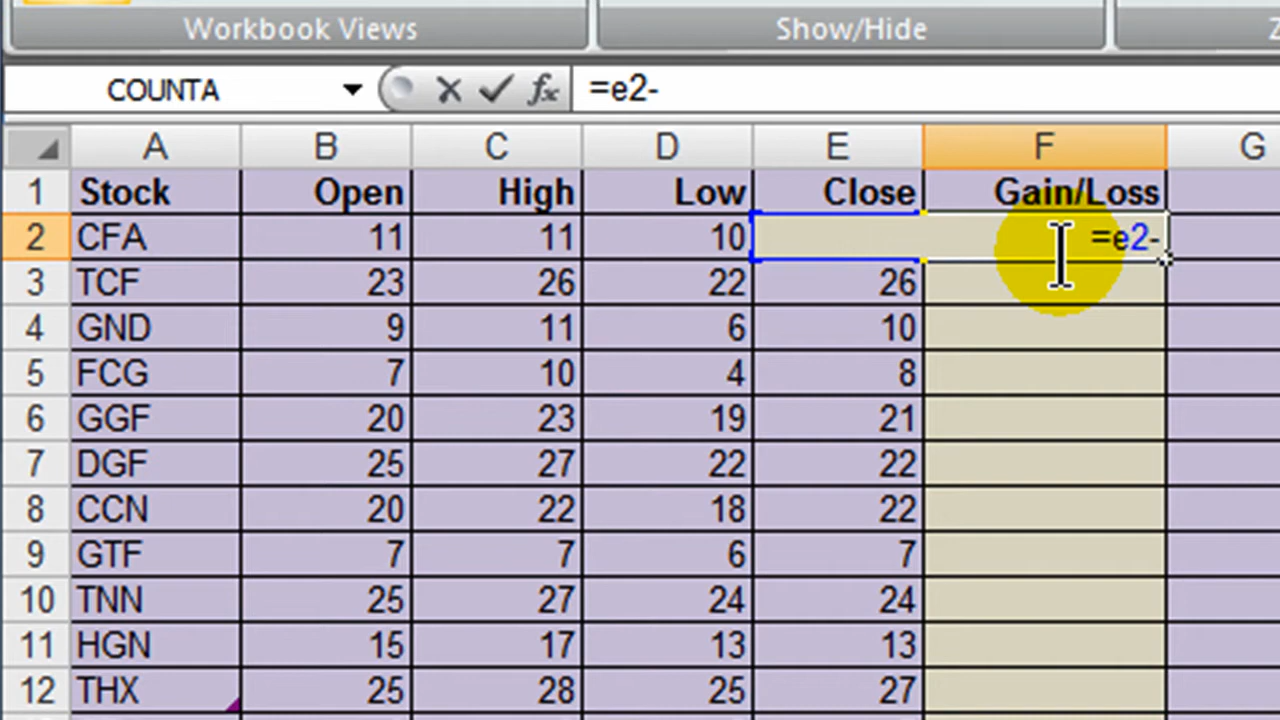 Workbook Views Show/Hide
COUNTA fx =e2-
A B C D E F G
1 Stock Open High Low Close Gain/Loss
2 CFA 11 11 10 =e2-
3 TCF 23 26 22 26
4 GND 9 11 6 10
5 FCG 7 10 4 8
6 GGF 20 23 19 21
7 DGF 25 27 22 22
8 CCN 20 22 18 22
9 GTF 7 7 6 7
10 TNN 25 27 24 24
11 HGN 15 17 13 13
12 THX 25 28 25 27